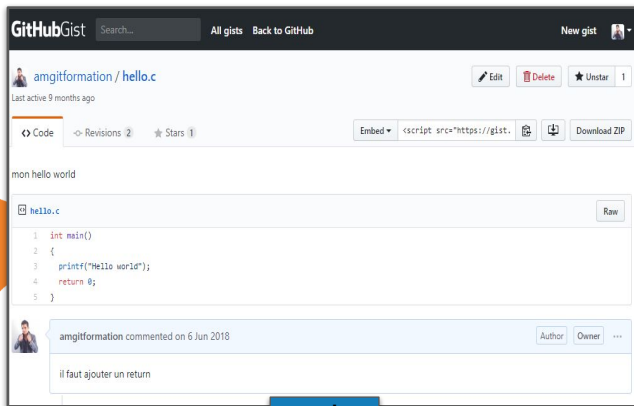 GitHubGist Search... All gists Back to GitHub New gist
amgitformation / hello.c Edit Delete Unstar 1
Last active 9 months ago
Code Revisions 2 Stars 1 Embed <script src="https://gist. Download ZIP
mon hello world
hello.c Raw
1 int main()
2 {
3 printf("Hello world");
4 return 0;
5 }
amgitformation commented on 6 Jun 2018 Author Owner ...
il faut ajouter un return